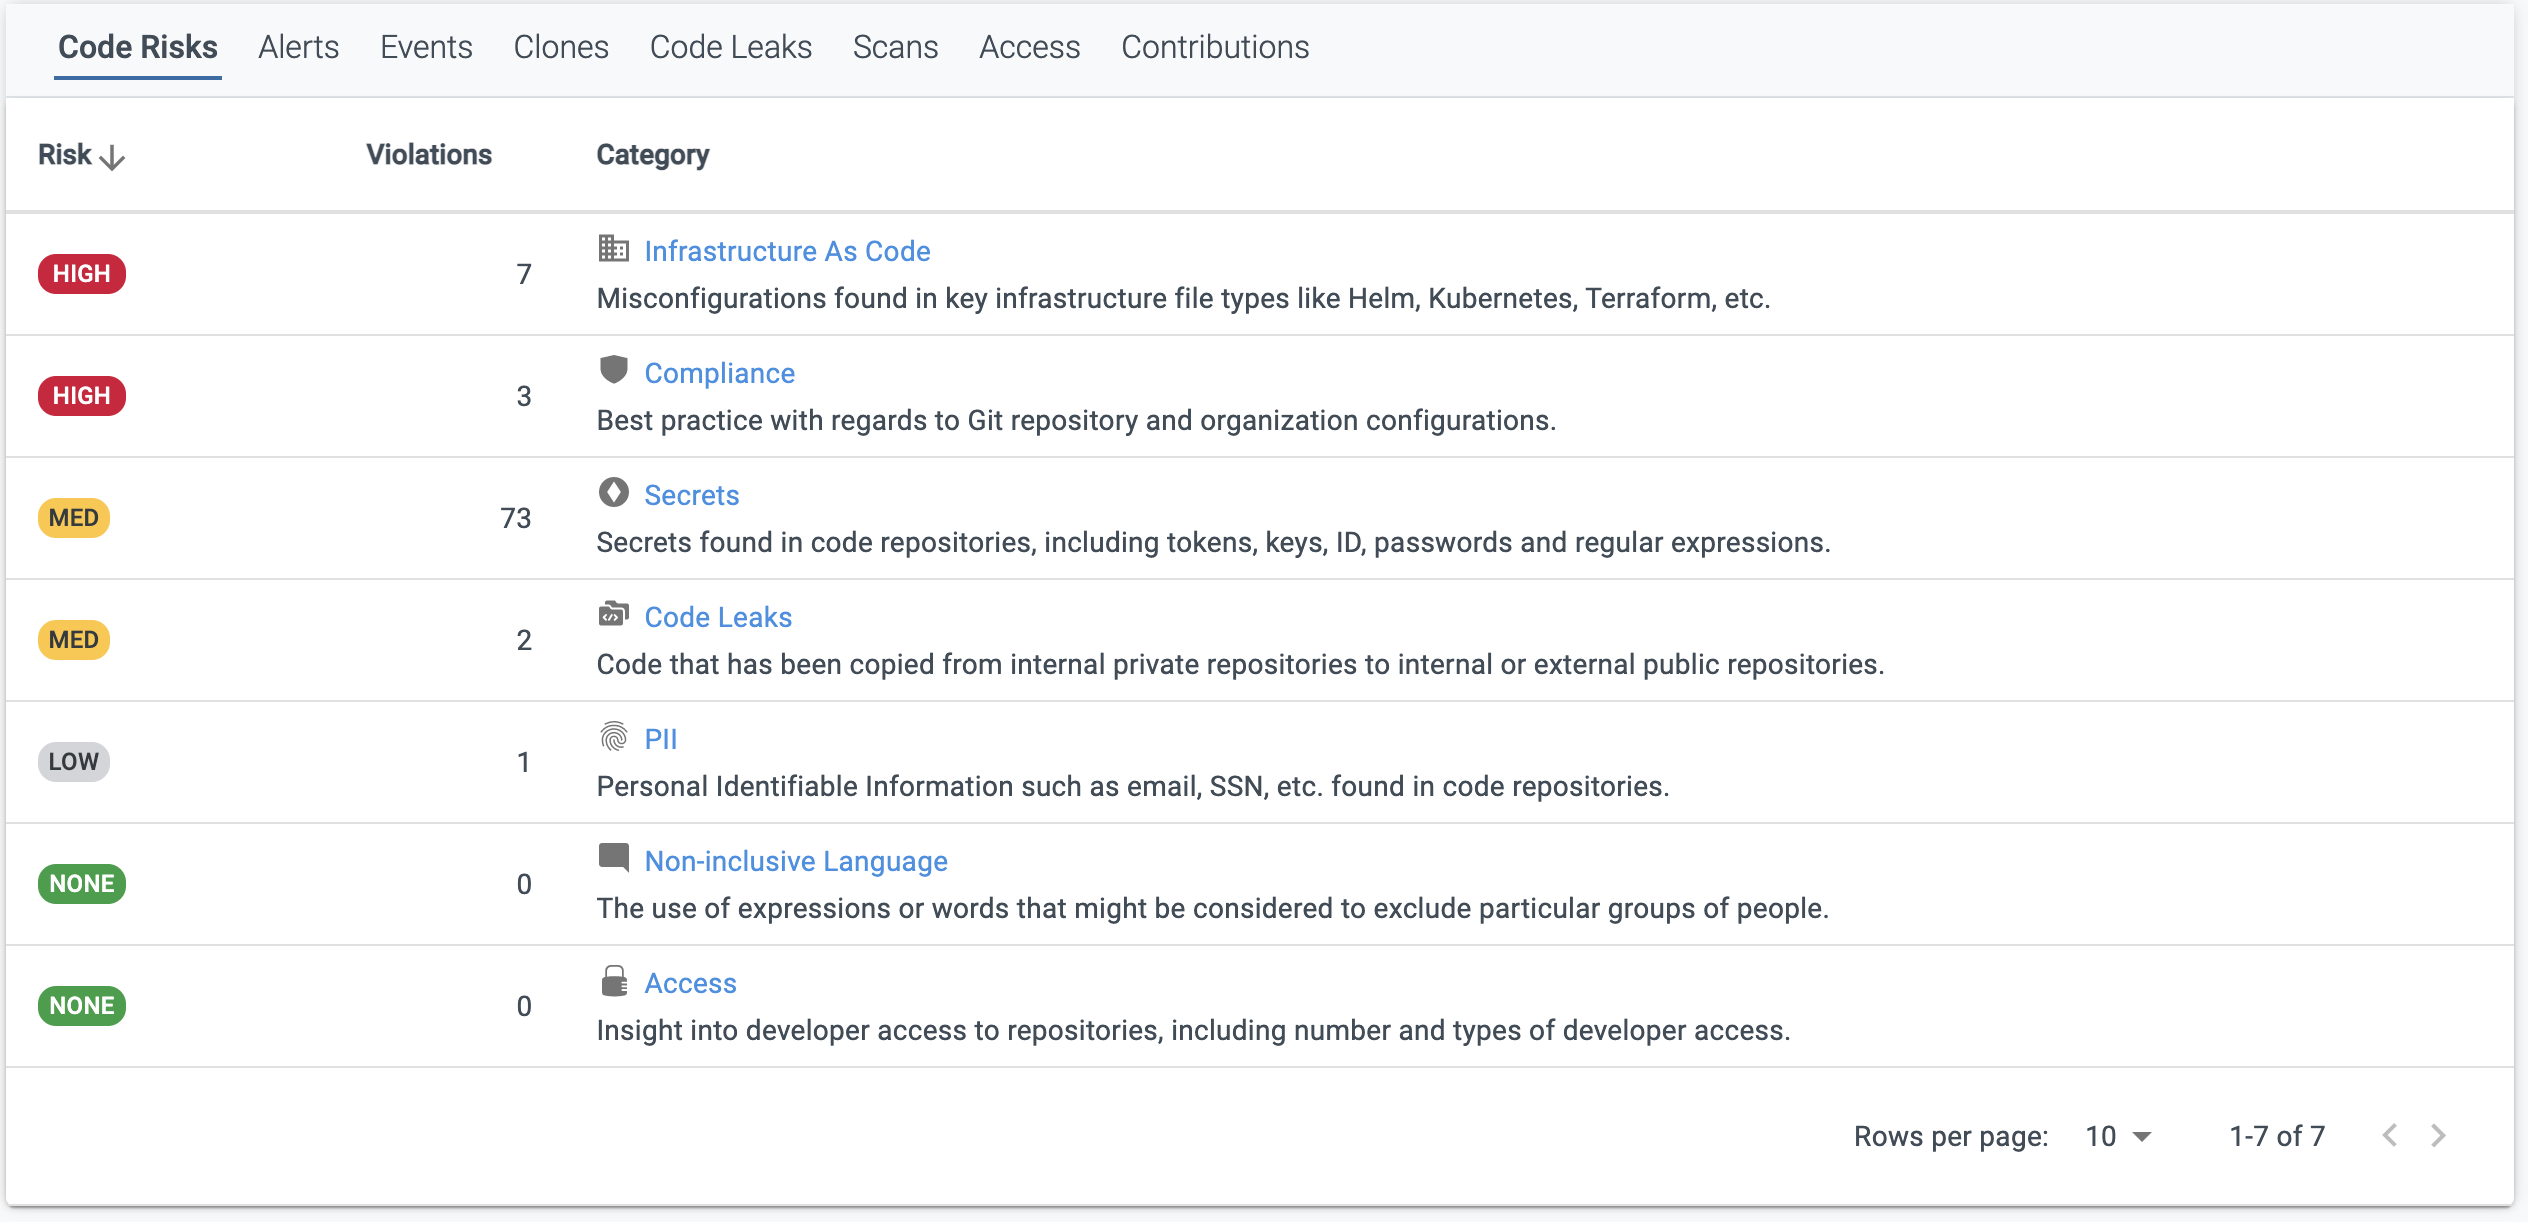 Code Risks Alerts Events Clones Code Leaks Scans Access Contributions
Risk Violations Category
HIGH 7 Infrastructure As Code
Misconfigurations found in key infrastructure file types like Helm, Kubernetes, Terraform, etc.
HIGH 3 Compliance
Best practice with regards to Git repository and organization configurations.
MED 73 Secrets
Secrets found in code repositories, including tokens, keys, ID, passwords and regular expressions.
MED 2 Code Leaks
Code that has been copied from internal private repositories to internal or external public repositories.
LOW 1 PII
Personal Identifiable Information such as email, SSN, etc. found in code repositories.
NONE 0 Non-inclusive Language
The use of expressions or words that might be considered to exclude particular groups of people.
NONE 0 Access
Insight into developer access to repositories, including number and types of developer access.
Rows per page: 10 1-7 of 7